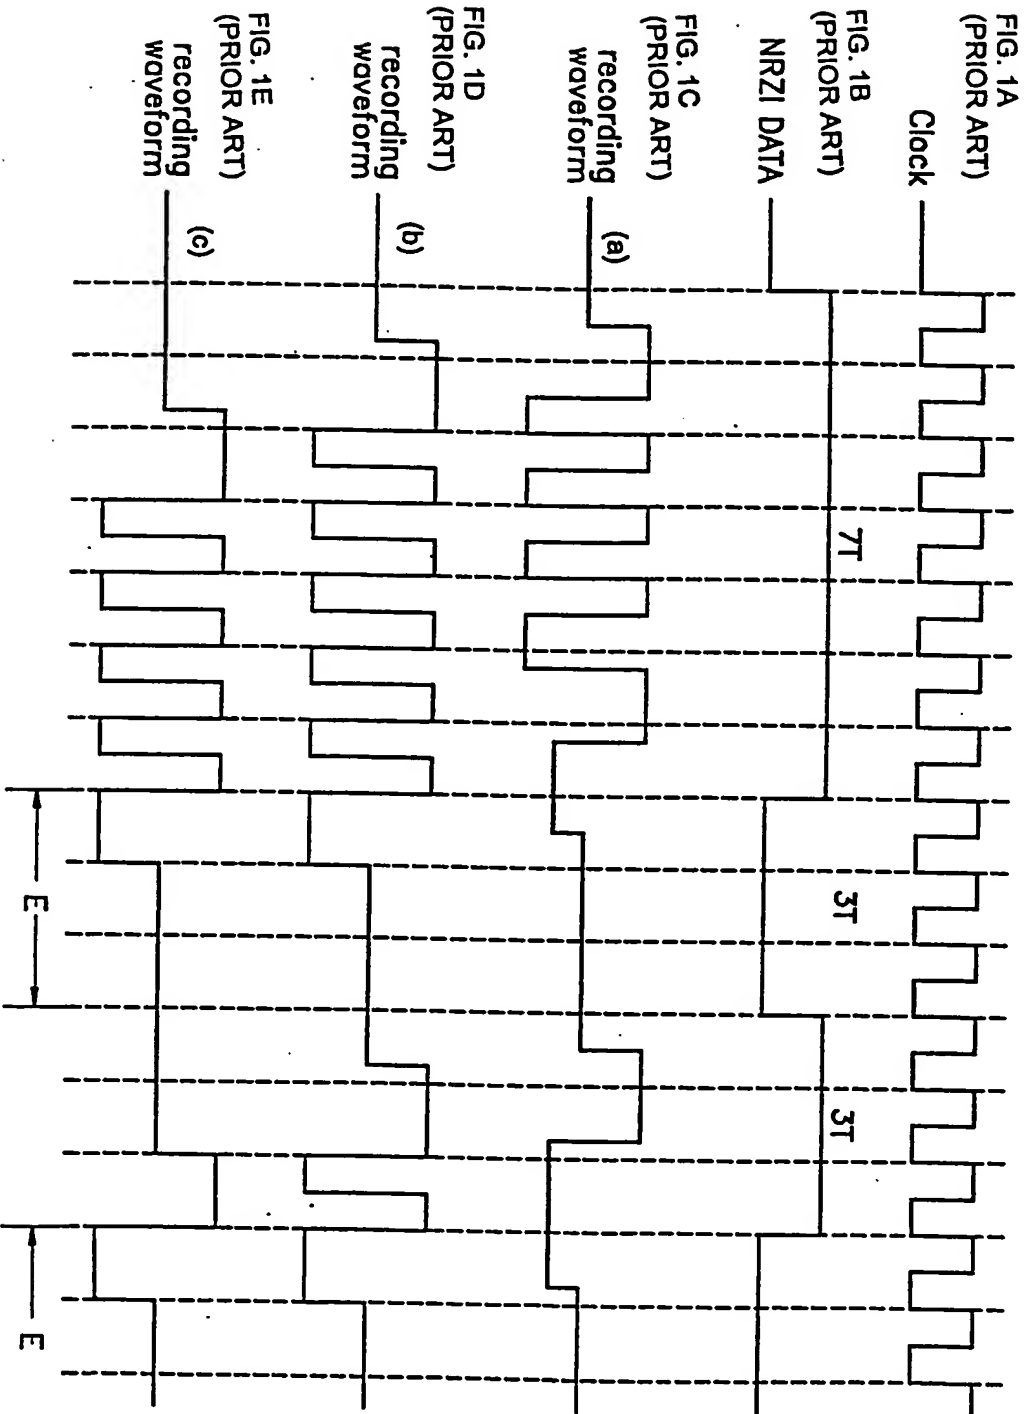 FIG. 1A
(PRIOR ART)
Clock
FIG. 1B
(PRIOR ART)
NRZI DATA
7T
3T
3T
FIG. 1C
(PRIOR ART)
recording
waveform
(a)
FIG. 1D
(PRIOR ART)
recording
waveform
(b)
FIG. 1E
(PRIOR ART)
recording
waveform
(c)
E
E